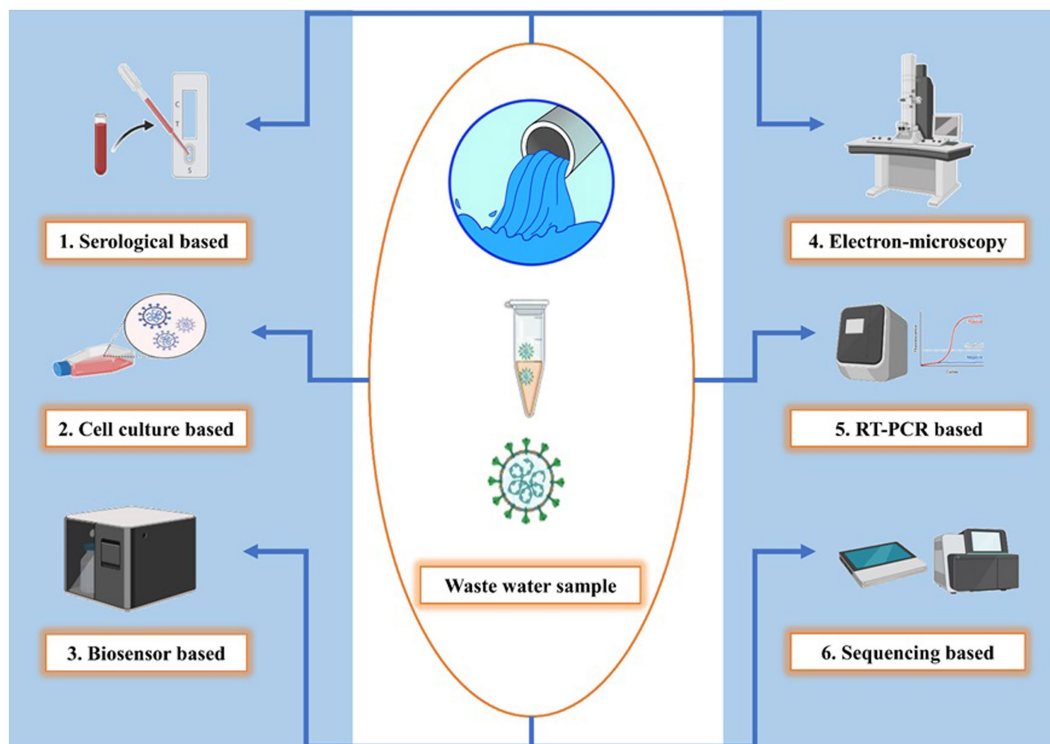 C
T
S
1. Serological based
2. Cell culture based
3. Biosensor based
Waste water sample
4. Electron-microscopy
5. RT-PCR based
6. Sequencing based